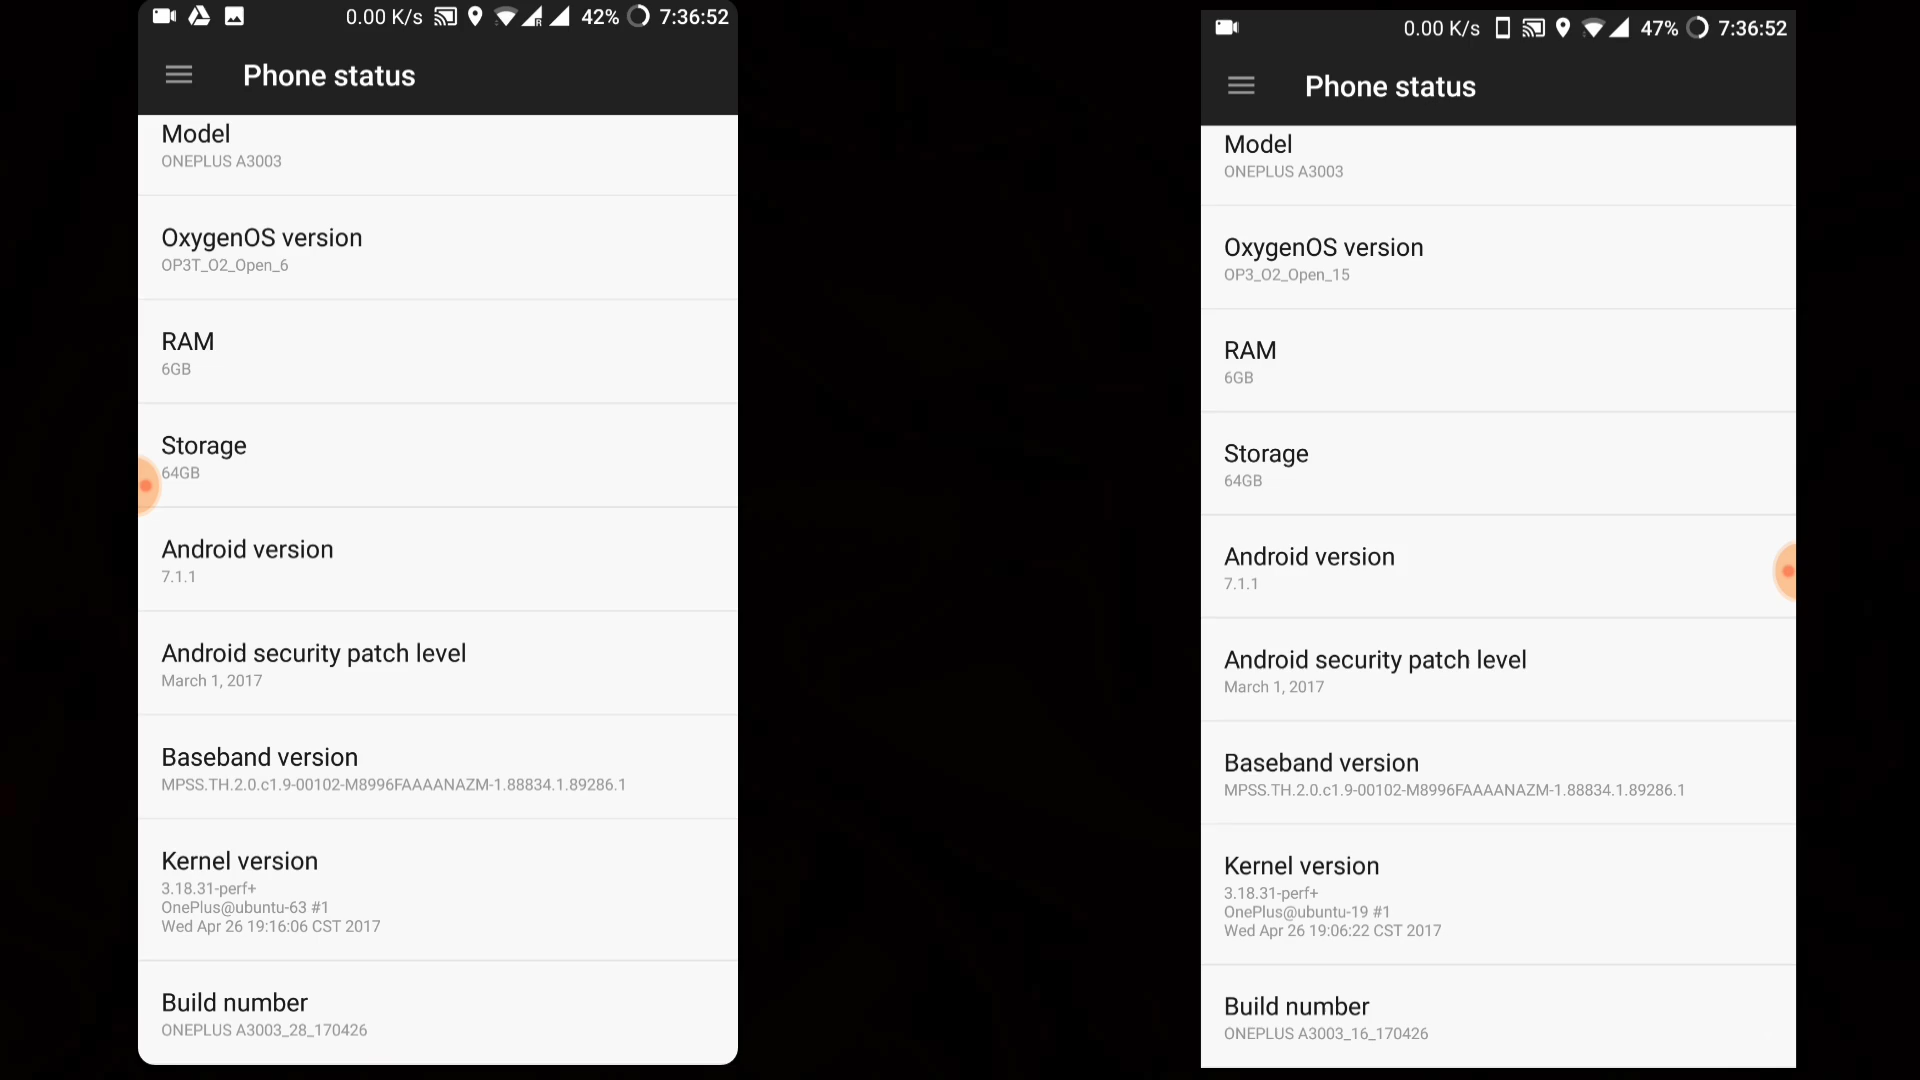 0.00 K/s 42% 7:36:52
Phone status
Model
ONEPLUS A3003
OxygenOS version
OP3T_O2_Open_6
RAM
6GB
Storage
64GB
Android version
7.1.1
Android security patch level
March 1, 2017
Baseband version
MPSS.TH.2.0.c1.9-00102-M8996FAAAANAZM-1.88834.1.89286.1
Kernel version
3.18.31-perf+
OnePlus@ubuntu-63 #1
Wed Apr 26 19:16:06 CST 2017
Build number
ONEPLUS A3003_28_170426
0.00 K/s 47% 7:36:52
Phone status
Model
ONEPLUS A3003
OxygenOS version
OP3_O2_Open_15
RAM
6GB
Storage
64GB
Android version
7.1.1
Android security patch level
March 1, 2017
Baseband version
MPSS.TH.2.0.c1.9-00102-M8996FAAAANAZM-1.88834.1.89286.1
Kernel version
3.18.31-perf+
OnePlus@ubuntu-19 #1
Wed Apr 26 19:06:22 CST 2017
Build number
ONEPLUS A3003_16_170426